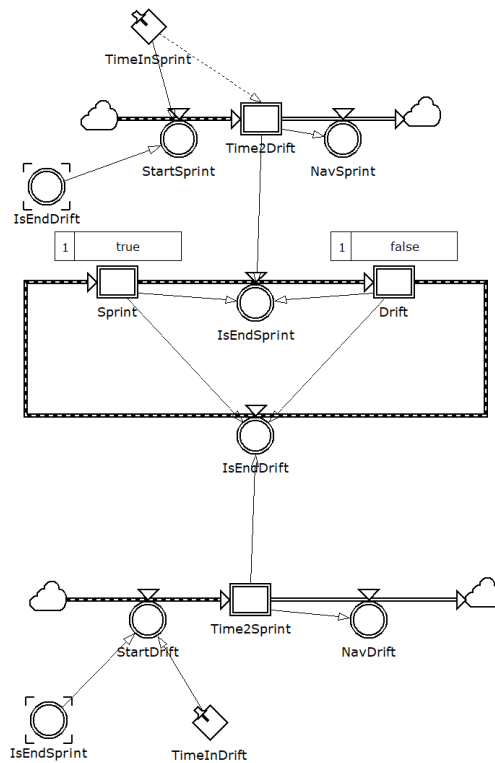 TimeInSprint
Time2Drift
StartSprint
NavSprint
IsEndDrift
1 true
1 false
Sprint
Drift
IsEndSprint
IsEndDrift
Time2Sprint
StartDrift
NavDrift
IsEndSprint
TimeInDrift